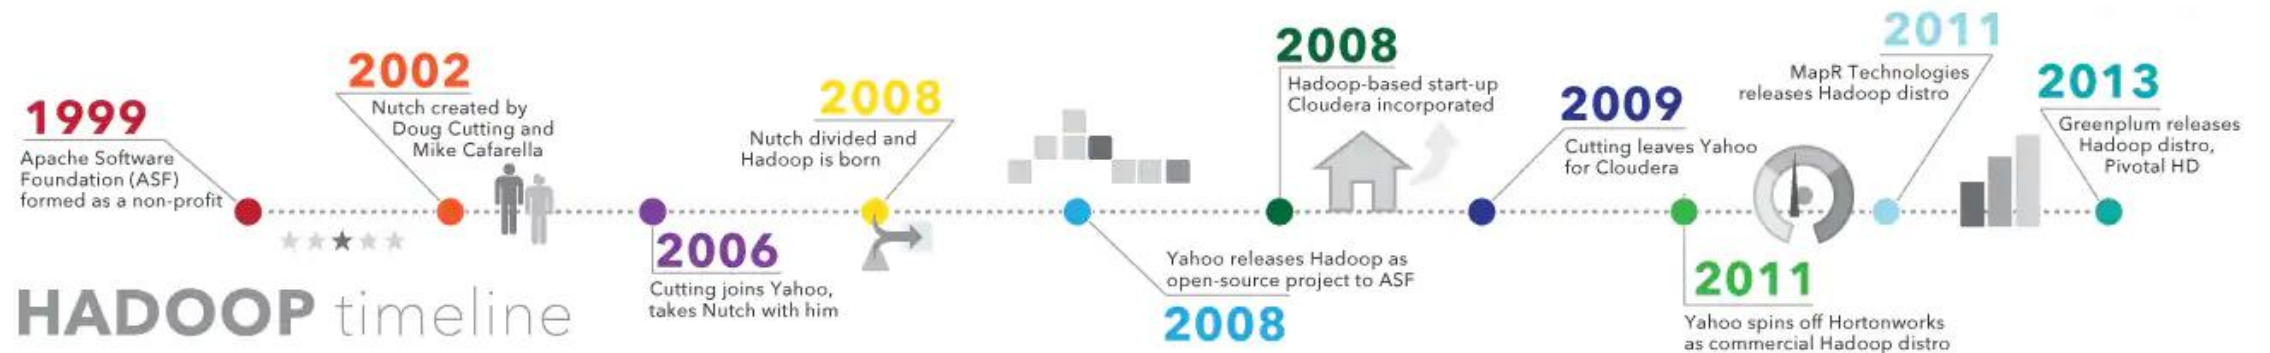 1999
Apache Software
Foundation (ASF)
formed as a non-profit
2002
Nutch created by
Doug Cutting and
Mike Cafarella
2006
Cutting joins Yahoo,
takes Nutch with him
2008
Nutch divided and
Hadoop is born
Yahoo releases Hadoop as
open-source project to ASF
2008
2008
Hadoop-based start-up
Cloudera incorporated
2009
Cutting leaves Yahoo
for Cloudera
2011
Yahoo spins off Hortonworks
as commercial Hadoop distro
2011
MapR Technologies
releases Hadoop distro
2013
Greenplum releases
Hadoop distro,
Pivotal HD
HADOOP timeline